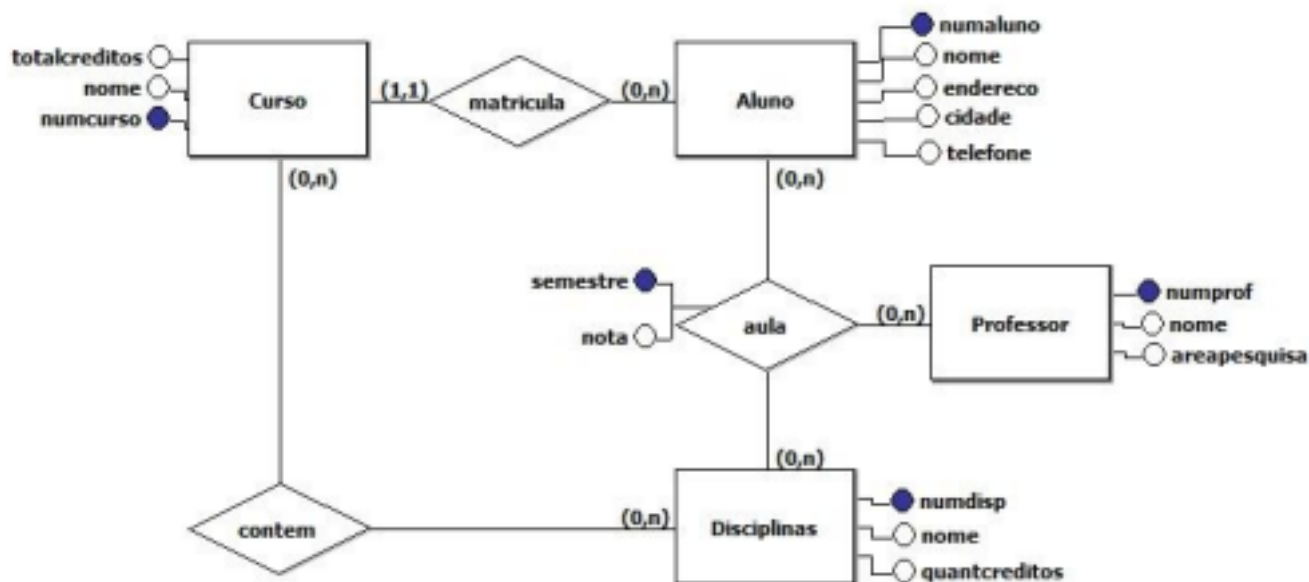 numaluno
totalcreditos
nome
nome
Curso
(1,1)
matricula
(0,n)
Aluno
endereco
numcurso
cidade
telefone
(0,n)
(0,n)
semestre
numprof
(0,n)
aula
Professor
nome
nota
areapesquisa
(0,n)
numdisp
contem
(0,n)
Disciplinas
nome
quantcreditos